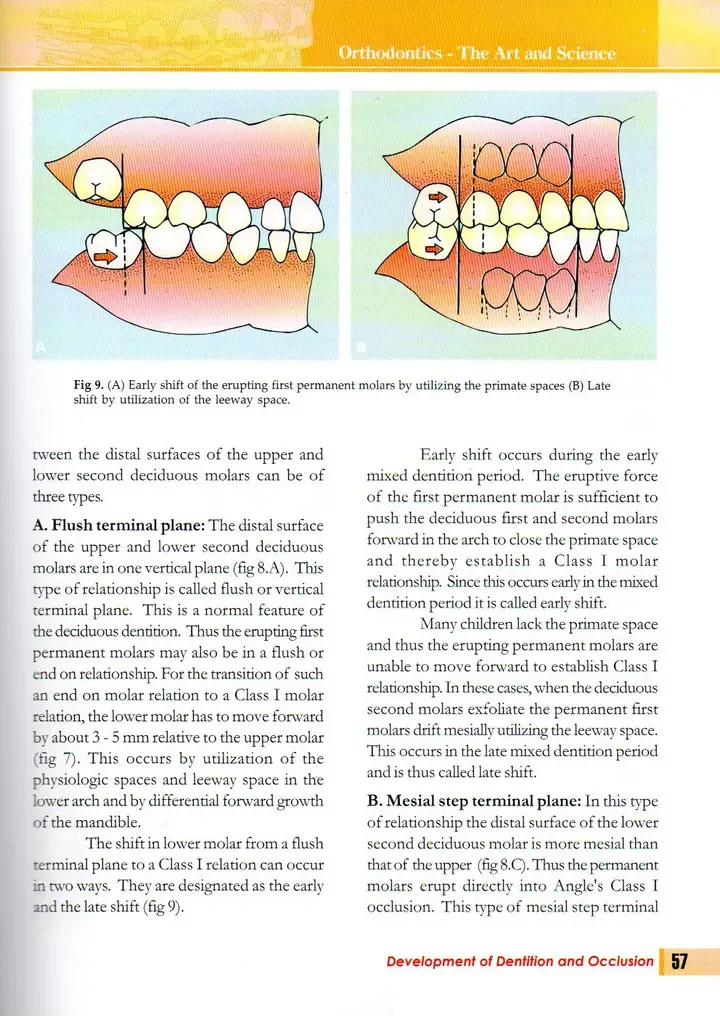 Orthodontics - The Art and Science
A
B
Fig 9. (A) Early shift of the erupting first permanent molars by utilizing the primate spaces (B) Late
shift by utilization of the leeway space.
tween the distal surfaces of the upper and
lower second deciduous molars can be of
three types.
A. Flush terminal plane: The distal surface
of the upper and lower second deciduous
molars are in one vertical plane (fig 8.A). This
type of relationship is called flush or vertical
terminal plane. This is a normal feature of
the deciduous dentition. Thus the erupting first
permanent molars may also be in a flush or
end on relationship. For the transition of such
an end on molar relation to a Class I molar
relation, the lower molar has to move forward
by about 3 - 5 mm relative to the upper molar
(fig 7). This occurs by utilization of the
physiologic spaces and leeway space in the
lower arch and by differential forward growth
of the mandible.
The shift in lower molar from a flush
terminal plane to a Class I relation can occur
in two ways. They are designated as the early
and the late shift (fig 9).
Early shift occurs during the early
mixed dentition period. The eruptive force
of the first permanent molar is sufficient to
push the deciduous first and second molars
forward in the arch to close the primate space
and thereby establish a Class I molar
relationship. Since this occurs early in the mixed
dentition period it is called early shift.
Many children lack the primate space
and thus the erupting permanent molars are
unable to move forward to establish Class I
relationship. In these cases, when the deciduous
second molars exfoliate the permanent first
molars drift mesially utilizing the leeway space.
This occurs in the late mixed dentition period
and is thus called late shift.
B. Mesial step terminal plane: In this type
of relationship the distal surface of the lower
second deciduous molar is more mesial than
that of the upper (fig 8.C). Thus the permanent
molars erupt directly into Angle's Class I
occlusion. This type of mesial step terminal
Development of Dentition and Occlusion 57